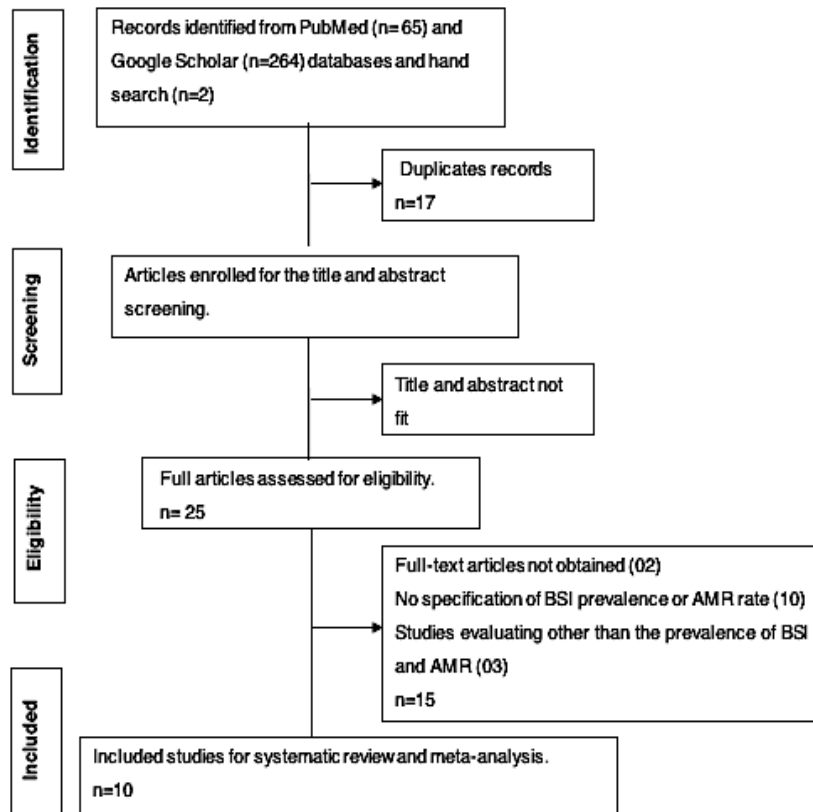 Identification
Records identified from PubMed (n= 65) and
Google Scholar (n=264) databases and hand
search (n=2)
Duplicates records
n=17
Screening
Articles enrolled for the title and abstract
screening.
Title and abstract not
fit
Eligibility
Full articles assessed for eligibility.
n= 25
Full-text articles not obtained (02)
No specification of BSI prevalence or AMR rate (10)
Studies evaluating other than the prevalence of BSI
and AMR (03)
n=15
Included
Included studies for systematic review and meta-analysis.
n=10